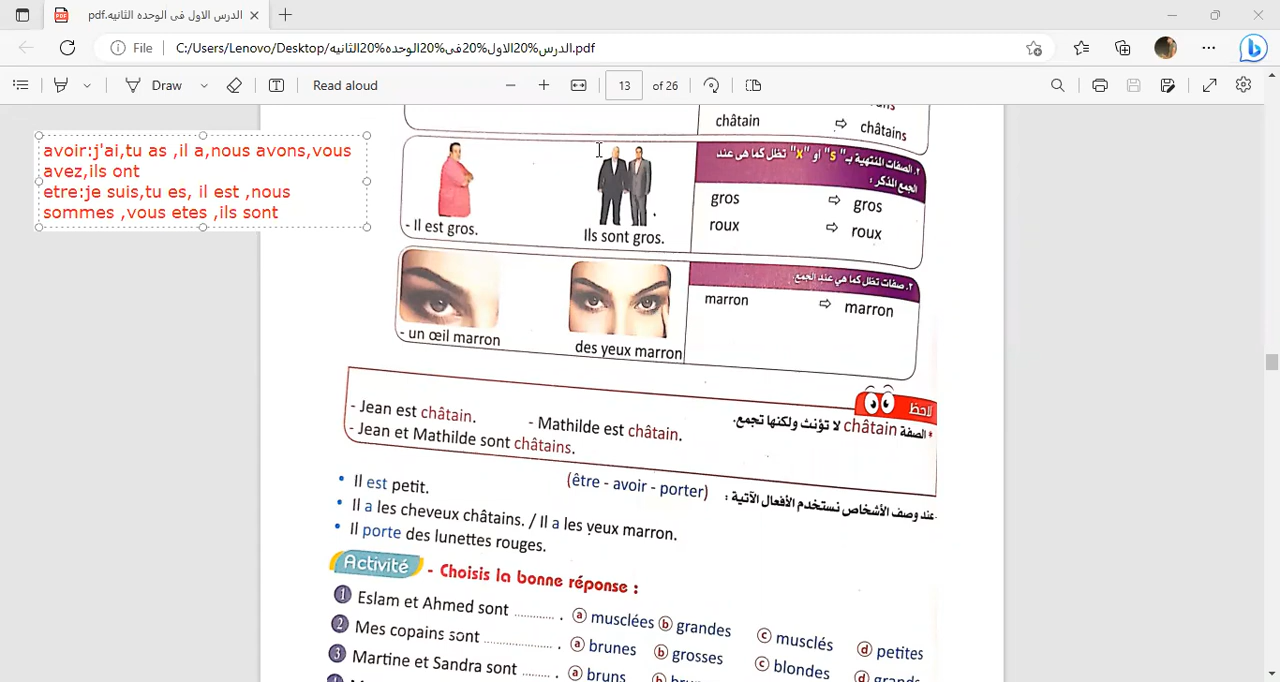 الدرس الاول فى الوحده الثانيه.pdf
File C:/Users/Lenovo/Desktop/الدرس%20الاول%20فى%20الوحده%20الثانيه.pdf
Draw
Read aloud
13 of 26
avoir:j'ai,tu as ,il a,nous avons,vous
avez,ils ont
etre:je suis,tu es, il est ,nous
sommes ,vous etes ,ils sont
châtain ⇨ châtains
٢. الصفات المنتهية بـ "s" أو "x" تظل كما هى عند
الجمع المذكر :
gros ⇨ gros
roux ⇨ roux
- Il est gros.
Ils sont gros.
٢. صفات تظل كما هي عند الجمع.
marron ⇨ marron
- un œil marron
des yeux marron
لاحظ
* الصفة châtain لا تؤنث ولكنها تجمع.
- Jean est châtain.
- Mathilde est châtain.
- Jean et Mathilde sont châtains.
عند وصف الأشخاص نستخدم الأفعال الآتية :
(être - avoir - porter)
• Il est petit.
• Il a les cheveux châtains. / Il a les yeux marron.
• Il porte des lunettes rouges.
Activité - Choisis la bonne réponse :
1 Eslam et Ahmed sont ............ . a musclées b grandes c musclés d petites
2 Mes copains sont .................... . a brunes b grosses c blondes d grands
3 Martine et Sandra sont ........ . a bruns b